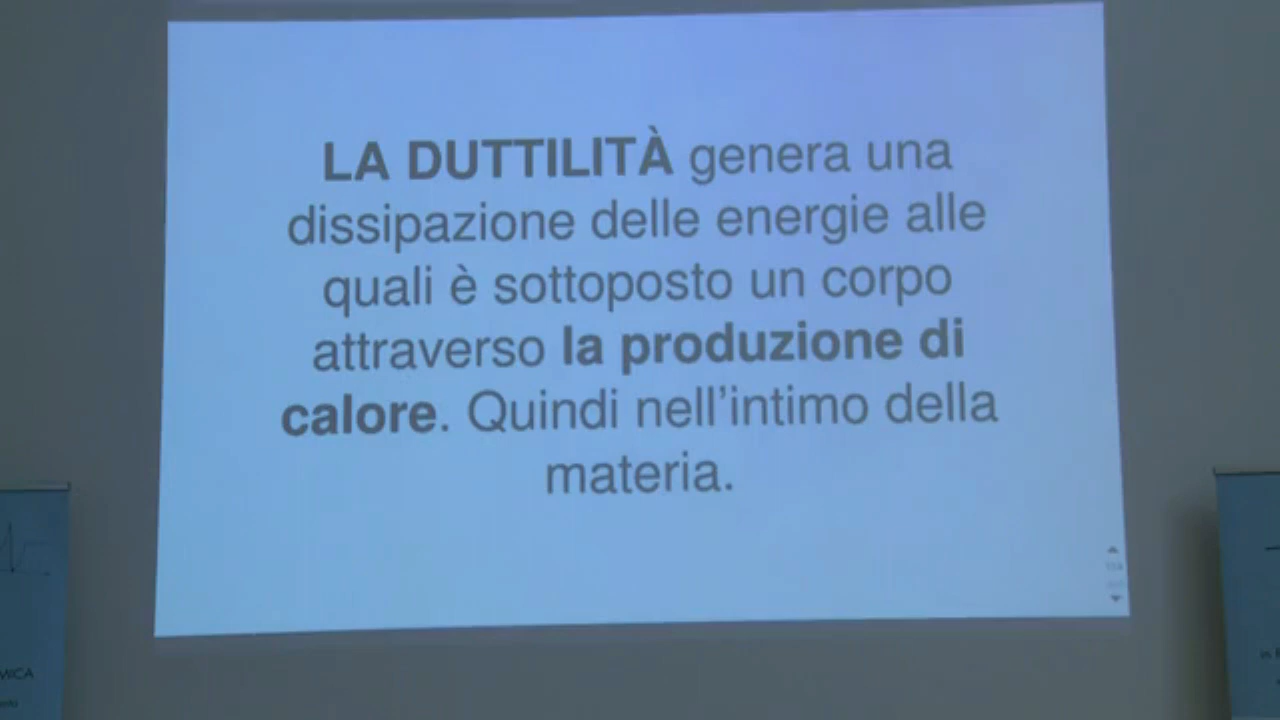 LA DUTTILITÀ genera una
dissipazione delle energie alle
quali è sottoposto un corpo
attraverso la produzione di
calore. Quindi nell'intimo della
materia.
MICA